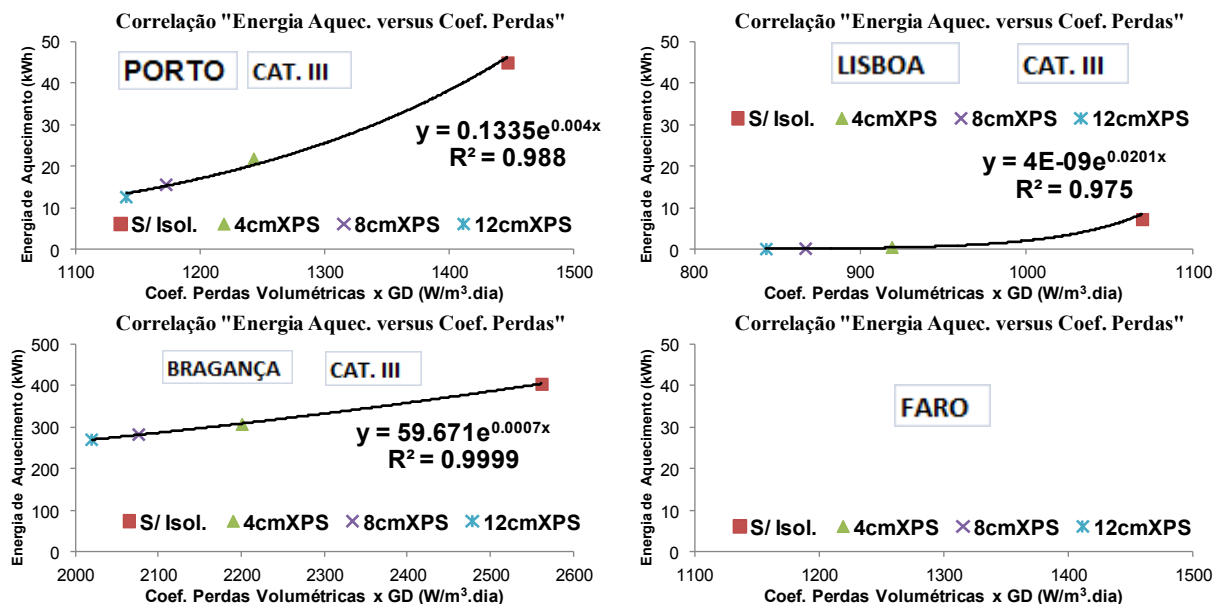 Correlação "Energia Aquec. versus Coef. Perdas"
Energia de Aquecimento (kWh)
50
40
30
20
10
0
PORTO
CAT. III
y = 0.1335e^0.004x
R² = 0.988
S/ Isol. 4cmXPS 8cmXPS 12cmXPS
1100 1200 1300 1400 1500
Coef. Perdas Volumétricas x GD (W/m³.dia)
Correlação "Energia Aquec. versus Coef. Perdas"
Energia de Aquecimento (kWh)
50
40
30
20
10
0
LISBOA
CAT. III
S/ Isol. 4cmXPS 8cmXPS 12cmXPS
y = 4E-09e^0.0201x
R² = 0.975
800 900 1000 1100
Coef. Perdas Volumétricas x GD (W/m³.dia)
Correlação "Energia Aquec. versus Coef. Perdas"
Energia de Aquecimento (kWh)
500
400
300
200
100
0
BRAGANÇA
CAT. III
y = 59.671e^0.0007x
R² = 0.9999
S/ Isol. 4cmXPS 8cmXPS 12cmXPS
2000 2100 2200 2300 2400 2500 2600
Coef. Perdas Volumétricas x GD (W/m³.dia)
Correlação "Energia Aquec. versus Coef. Perdas"
Energia de Aquecimento (kWh)
50
40
30
20
10
0
FARO
S/ Isol. 4cmXPS 8cmXPS 12cmXPS
1100 1200 1300 1400 1500
Coef. Perdas Volumétricas x GD (W/m³.dia)